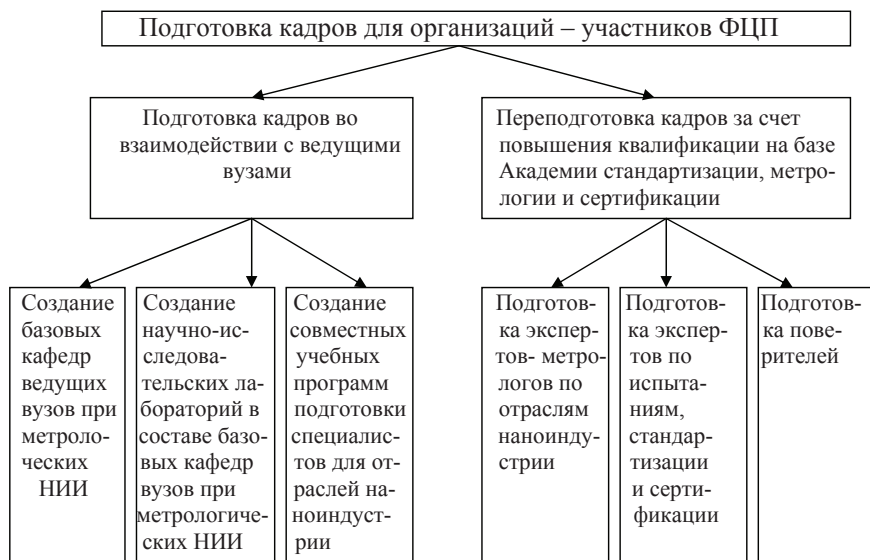 Подготовка кадров для организаций – участников ФЦП
Подготовка кадров во
взаимодействии с ведущими
вузами
Переподготовка кадров за счет
повышения квалификации на базе
Академии стандартизации, метро-
логии и сертификации
Создание
базовых
кафедр
ведущих
вузов при
метроло-
ческих
НИИ
Создание
научно-ис-
следова-
тельских ла-
бораторий в
составе базо-
вых кафедр
вузов при
метрологиче-
ских НИИ
Создание
совместных
учебных
программ
подготовки
специалис-
тов для от-
раслей на-
ноиндуст-
рии
Подготов-
ка экспер-
тов- метро-
логов по
отраслям
наноинду-
стрии
Подготов-
ка экспер-
тов по
испыта-
ниям,
стандар-
тизации
и серти-
фикации
Подготов-
ка пове-
рителей